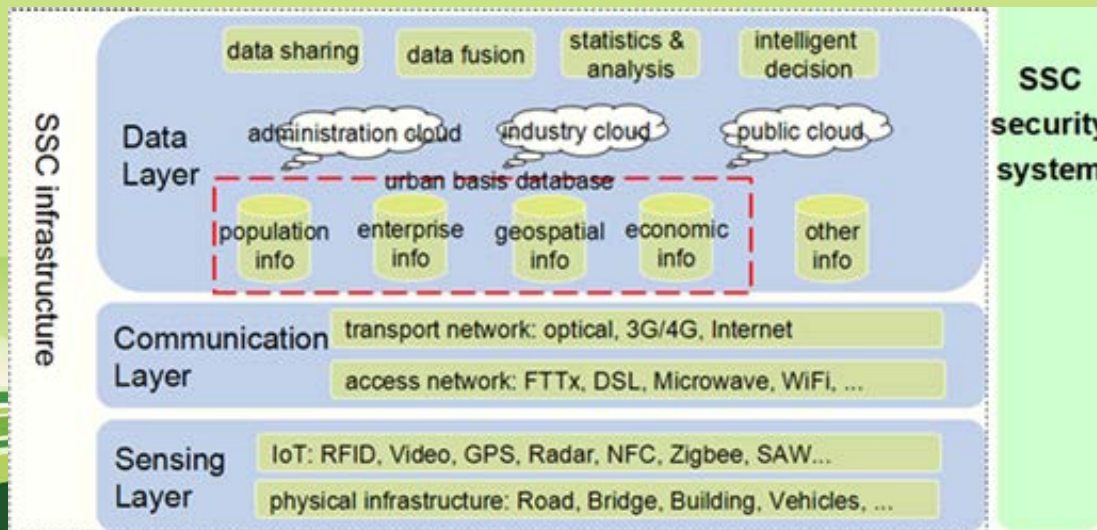 data sharing
data fusion
statistics &
analysis
intelligent
decision
SSC infrastructure
Data
Layer
administration cloud
industry cloud
public cloud
urban basis database
population
info
enterprise
info
geospatial
info
economic
info
other
info
Communication
Layer
transport network: optical, 3G/4G, Internet
access network: FTTx, DSL, Microwave, WiFi, ...
Sensing
Layer
IoT: RFID, Video, GPS, Radar, NFC, Zigbee, SAW...
physical infrastructure: Road, Bridge, Building, Vehicles, ...
SSC
security
system